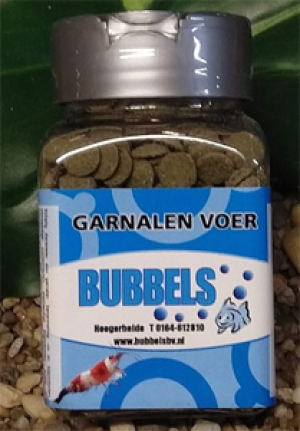 GARNALEN VOER
BUBBELS
Hoogerheide T 0164-612810
www.bubbelsbv.nl